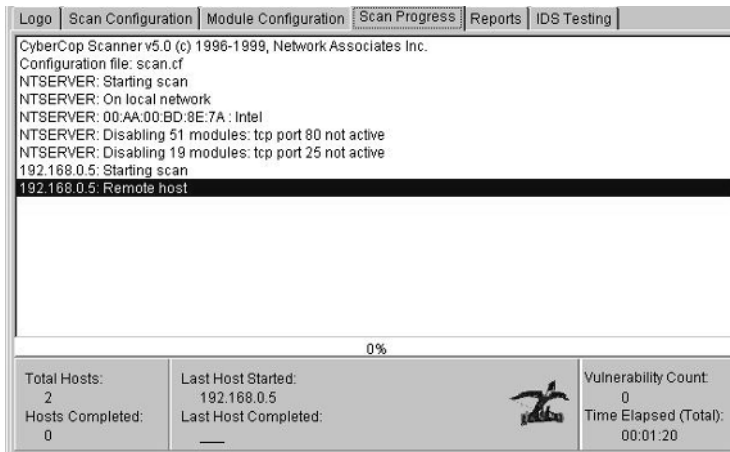 Logo Scan Configuration Module Configuration Scan Progress Reports IDS Testing
CyberCop Scanner v5.0 (c) 1996-1999, Network Associates Inc.
Configuration file: scan.cf
NTSERVER: Starting scan
NTSERVER: On local network
NTSERVER: 00:AA:00:BD:8E:7A : Intel
NTSERVER: Disabling 51 modules: tcp port 80 not active
NTSERVER: Disabling 19 modules: tcp port 25 not active
192.168.0.5: Starting scan
192.168.0.5: Remote host
0%
Total Hosts:
2
Hosts Completed:
0
Last Host Started:
192.168.0.5
Last Host Completed:
Vulnerability Count:
0
Time Elapsed (Total):
00:01:20